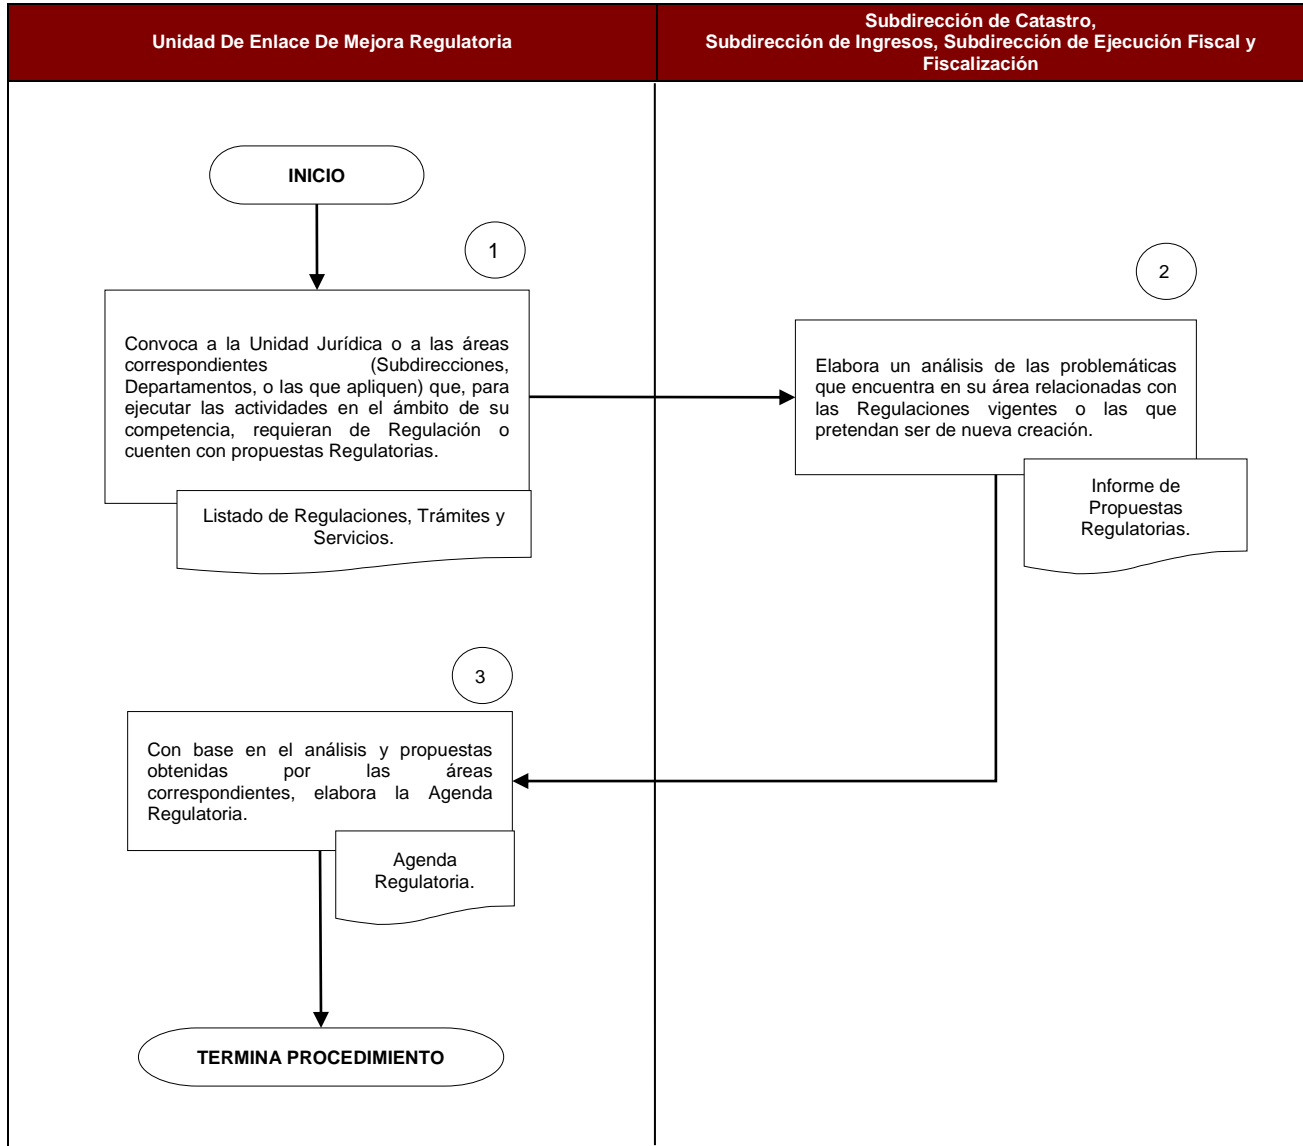 Unidad De Enlace De Mejora Regulatoria
Subdirección de Catastro,
Subdirección de Ingresos, Subdirección de Ejecución Fiscal y
Fiscalización
INICIO
1
Convoca a la Unidad Jurídica o a las áreas
correspondientes (Subdirecciones,
Departamentos, o las que apliquen) que, para
ejecutar las actividades en el ámbito de su
competencia, requieran de Regulación o
cuenten con propuestas Regulatorias.
Listado de Regulaciones, Trámites y
Servicios.
2
Elabora un análisis de las problemáticas
que encuentra en su área relacionadas con
las Regulaciones vigentes o las que
pretendan ser de nueva creación.
Informe de
Propuestas
Regulatorias.
3
Con base en el análisis y propuestas
obtenidas por las áreas
correspondientes, elabora la Agenda
Regulatoria.
Agenda
Regulatoria.
TERMINA PROCEDIMIENTO